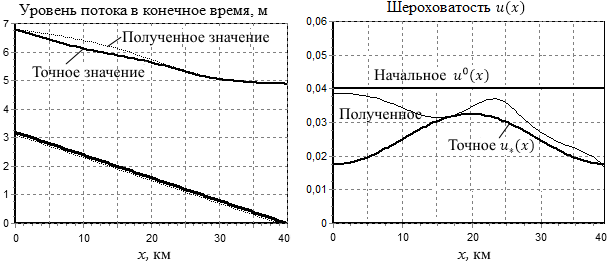 Уровень потока в конечное время, м
7
Полученное значение
6
Точное значение
5
4
3
2
1
0
0 10 20 30 40
x, км
Шероховатость u(x)
0,06
0,05
Начальное u⁰(x)
0,04
Полученное
0,03
Точное u*(x)
0,02
0,01
0
0 10 20 30 40
x, км